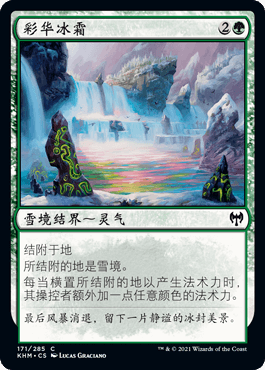 彩华冰霜 2
雪境结界～灵气
结附于地
所结附的地是雪境。
每当横置所结附的地以产生法术力时，
其操控者额外加一点任意颜色的法术力。
最后风暴消退，留下一片静谧的冰封美景。
171/285 C
KHM • CS LUCAS GRACIANO
™ & © 2021 Wizards of the Coast